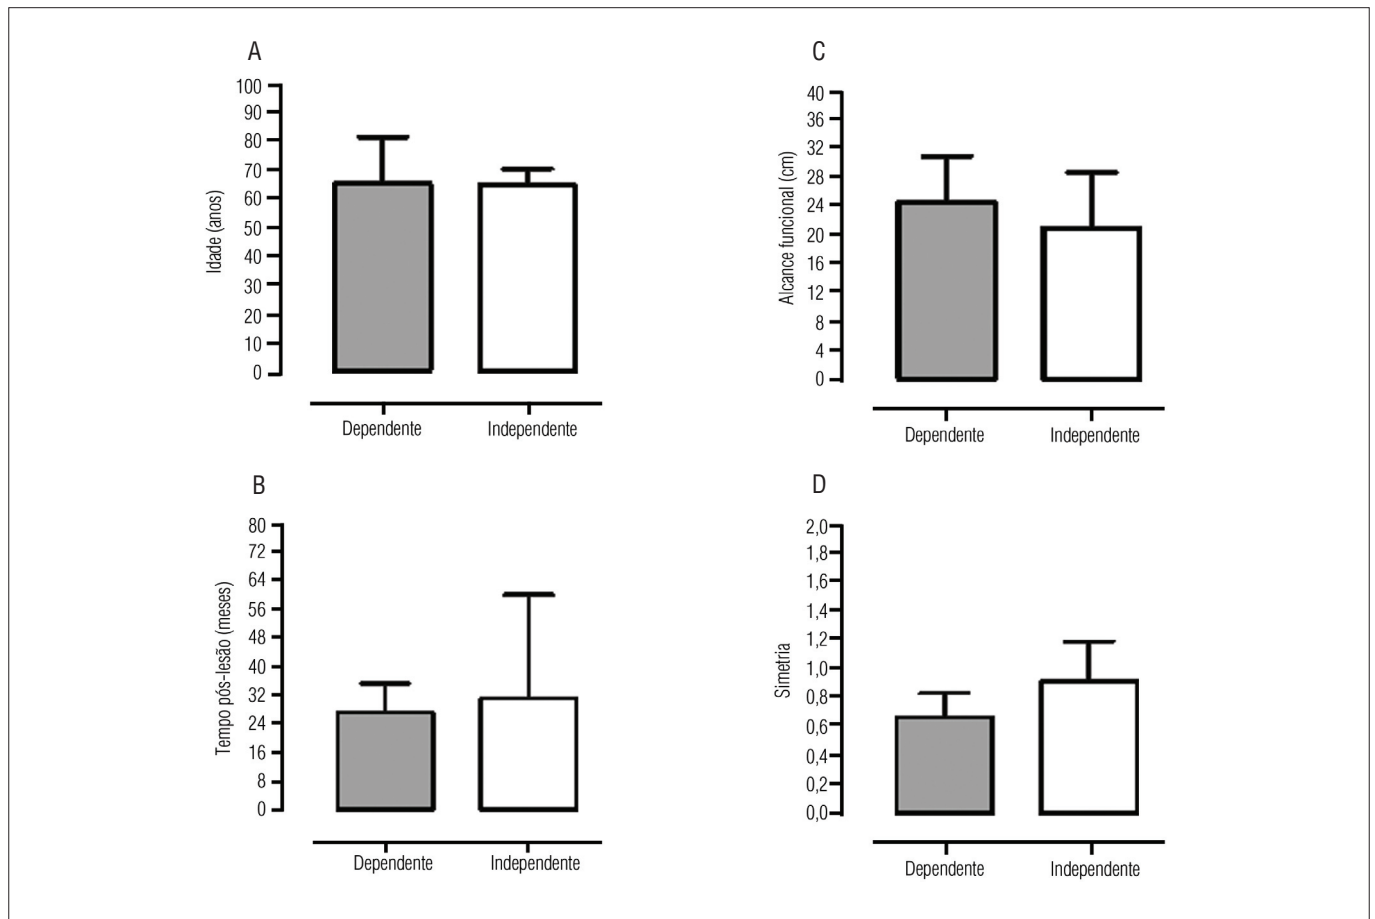 A
100
90
80
70
60
50
40
30
20
10
0
Idade (anos)
Dependente
Independente
C
40
36
32
28
24
20
16
12
8
4
0
Alcance funcional (cm)
Dependente
Independente
B
80
72
64
56
48
40
32
24
16
8
0
Tempo pós-lesão (meses)
Dependente
Independente
D
2,0
1,8
1,6
1,4
1,2
1,0
0,8
0,6
0,4
0,2
0,0
Simetria
Dependente
Independente